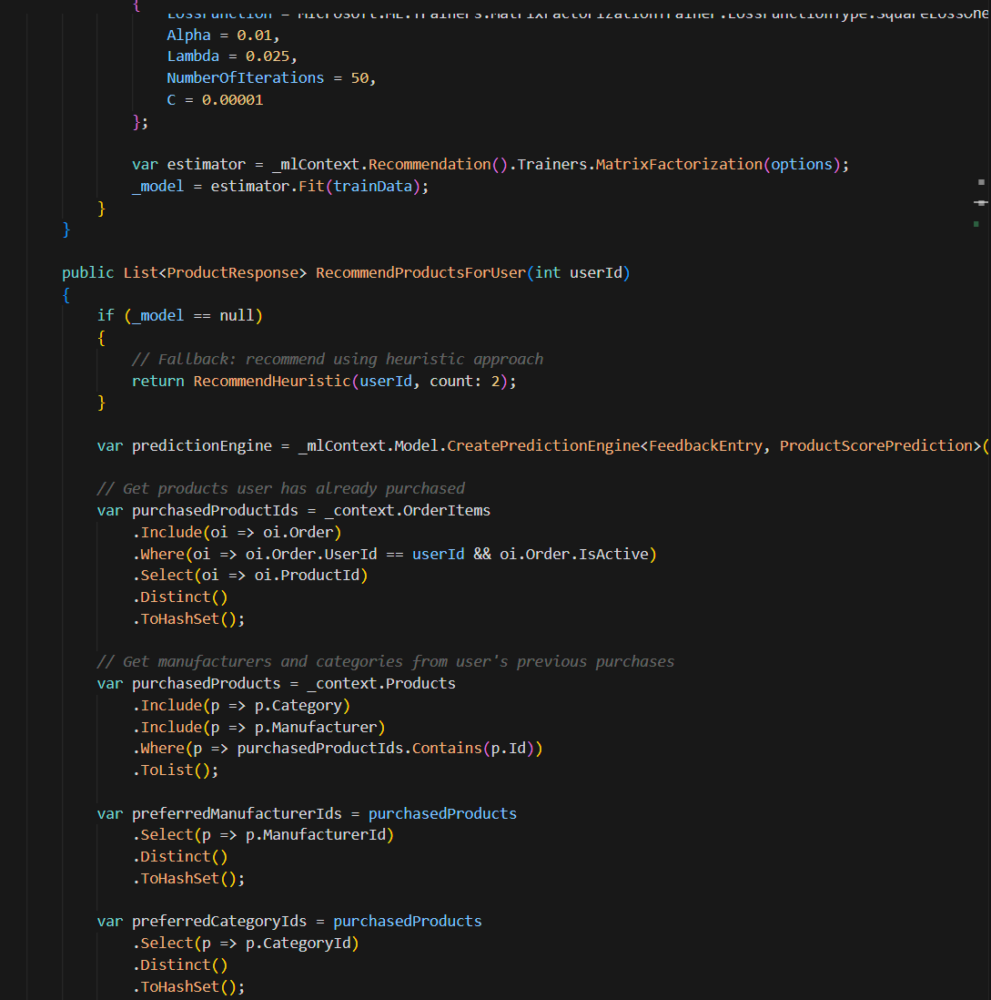 {
LossFunction = Microsoft.ML.Trainers.MatrixFactorizationTrainer.LossFunctionType.SquareLossOne
Alpha = 0.01,
Lambda = 0.025,
NumberOfIterations = 50,
C = 0.00001
};
var estimator = _mlContext.Recommendation().Trainers.MatrixFactorization(options);
_model = estimator.Fit(trainData);
}
}
public List<ProductResponse> RecommendProductsForUser(int userId)
{
if (_model == null)
{
// Fallback: recommend using heuristic approach
return RecommendHeuristic(userId, count: 2);
}
var predictionEngine = _mlContext.Model.CreatePredictionEngine<FeedbackEntry, ProductScorePrediction>(
// Get products user has already purchased
var purchasedProductIds = _context.OrderItems
.Include(oi => oi.Order)
.Where(oi => oi.Order.UserId == userId && oi.Order.IsActive)
.Select(oi => oi.ProductId)
.Distinct()
.ToHashSet();
// Get manufacturers and categories from user's previous purchases
var purchasedProducts = _context.Products
.Include(p => p.Category)
.Include(p => p.Manufacturer)
.Where(p => purchasedProductIds.Contains(p.Id))
.ToList();
var preferredManufacturerIds = purchasedProducts
.Select(p => p.ManufacturerId)
.Distinct()
.ToHashSet();
var preferredCategoryIds = purchasedProducts
.Select(p => p.CategoryId)
.Distinct()
.ToHashSet();